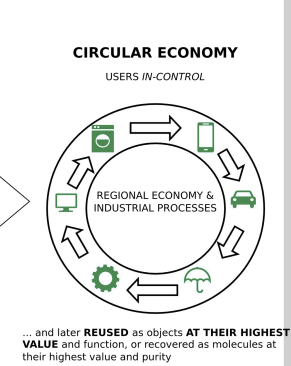 CIRCULAR ECONOMY
USERS IN-CONTROL
REGIONAL ECONOMY &
INDUSTRIAL PROCESSES
... and later REUSED as objects AT THEIR HIGHEST
VALUE and function, or recovered as molecules at
their highest value and purity